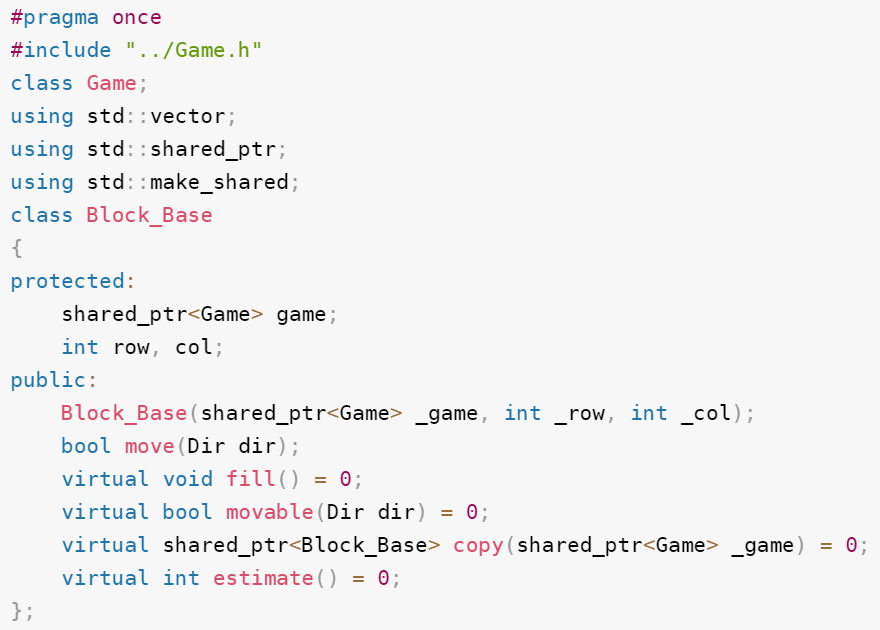 #pragma once
#include "../Game.h"
class Game;
using std::vector;
using std::shared_ptr;
using std::make_shared;
class Block_Base
{
protected:
    shared_ptr<Game> game;
    int row, col;
public:
    Block_Base(shared_ptr<Game> _game, int _row, int _col);
    bool move(Dir dir);
    virtual void fill() = 0;
    virtual bool movable(Dir dir) = 0;
    virtual shared_ptr<Block_Base> copy(shared_ptr<Game> _game) = 0;
    virtual int estimate() = 0;
};